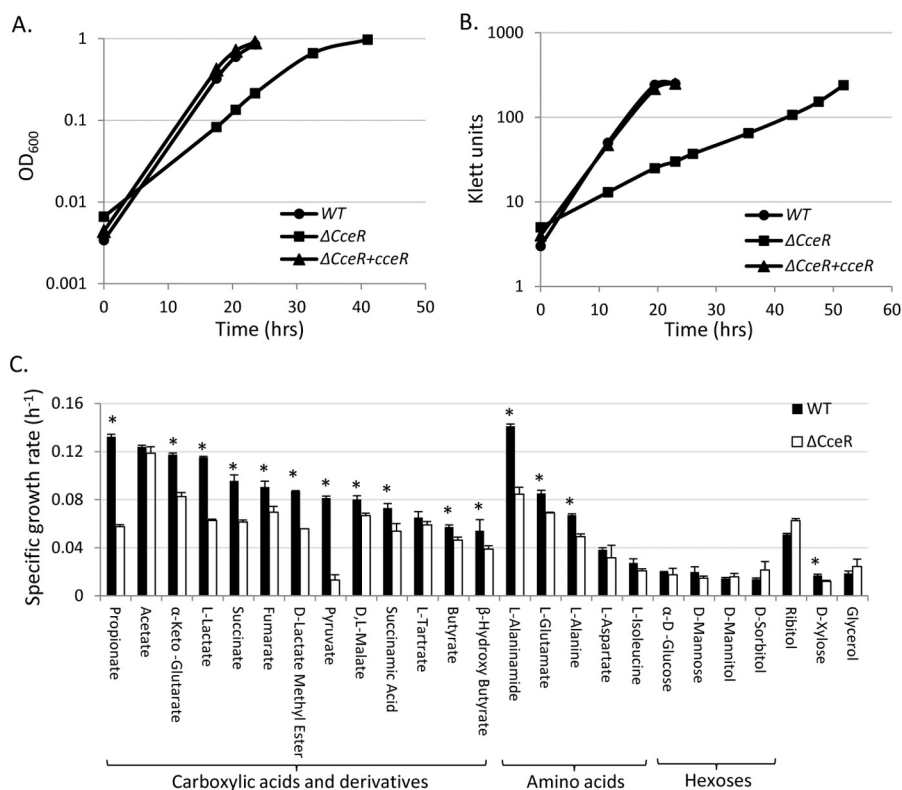 A.
1
0.1
0.01
0.001
OD600
0 10 20 30 40 50
Time (hrs)
WT
ΔCceR
ΔCceR+cceR
B.
1000
100
10
1
Klett units
0 10 20 30 40 50 60
Time (hrs)
WT
ΔCceR
ΔCceR+cceR
C.
Specific growth rate (h-1)
0.16
0.12
0.08
0.04
0
WT
ΔCceR
* * * * * * * * * * * * * * * *
Propionate
Acetate
α-Keto -Glutarate
L-Lactate
Succinate
Fumarate
D-Lactate Methyl Ester
Pyruvate
D,L-Malate
Succinamic Acid
L-Tartrate
Butyrate
β-Hydroxy Butyrate
L-Alaninamide
L-Glutamate
L-Alanine
L-Aspartate
L-Isoleucine
α-D -Glucose
D-Mannose
D-Mannitol
D-Sorbitol
Ribitol
D-Xylose
Glycerol
Carboxylic acids and derivatives
Amino acids
Hexoses